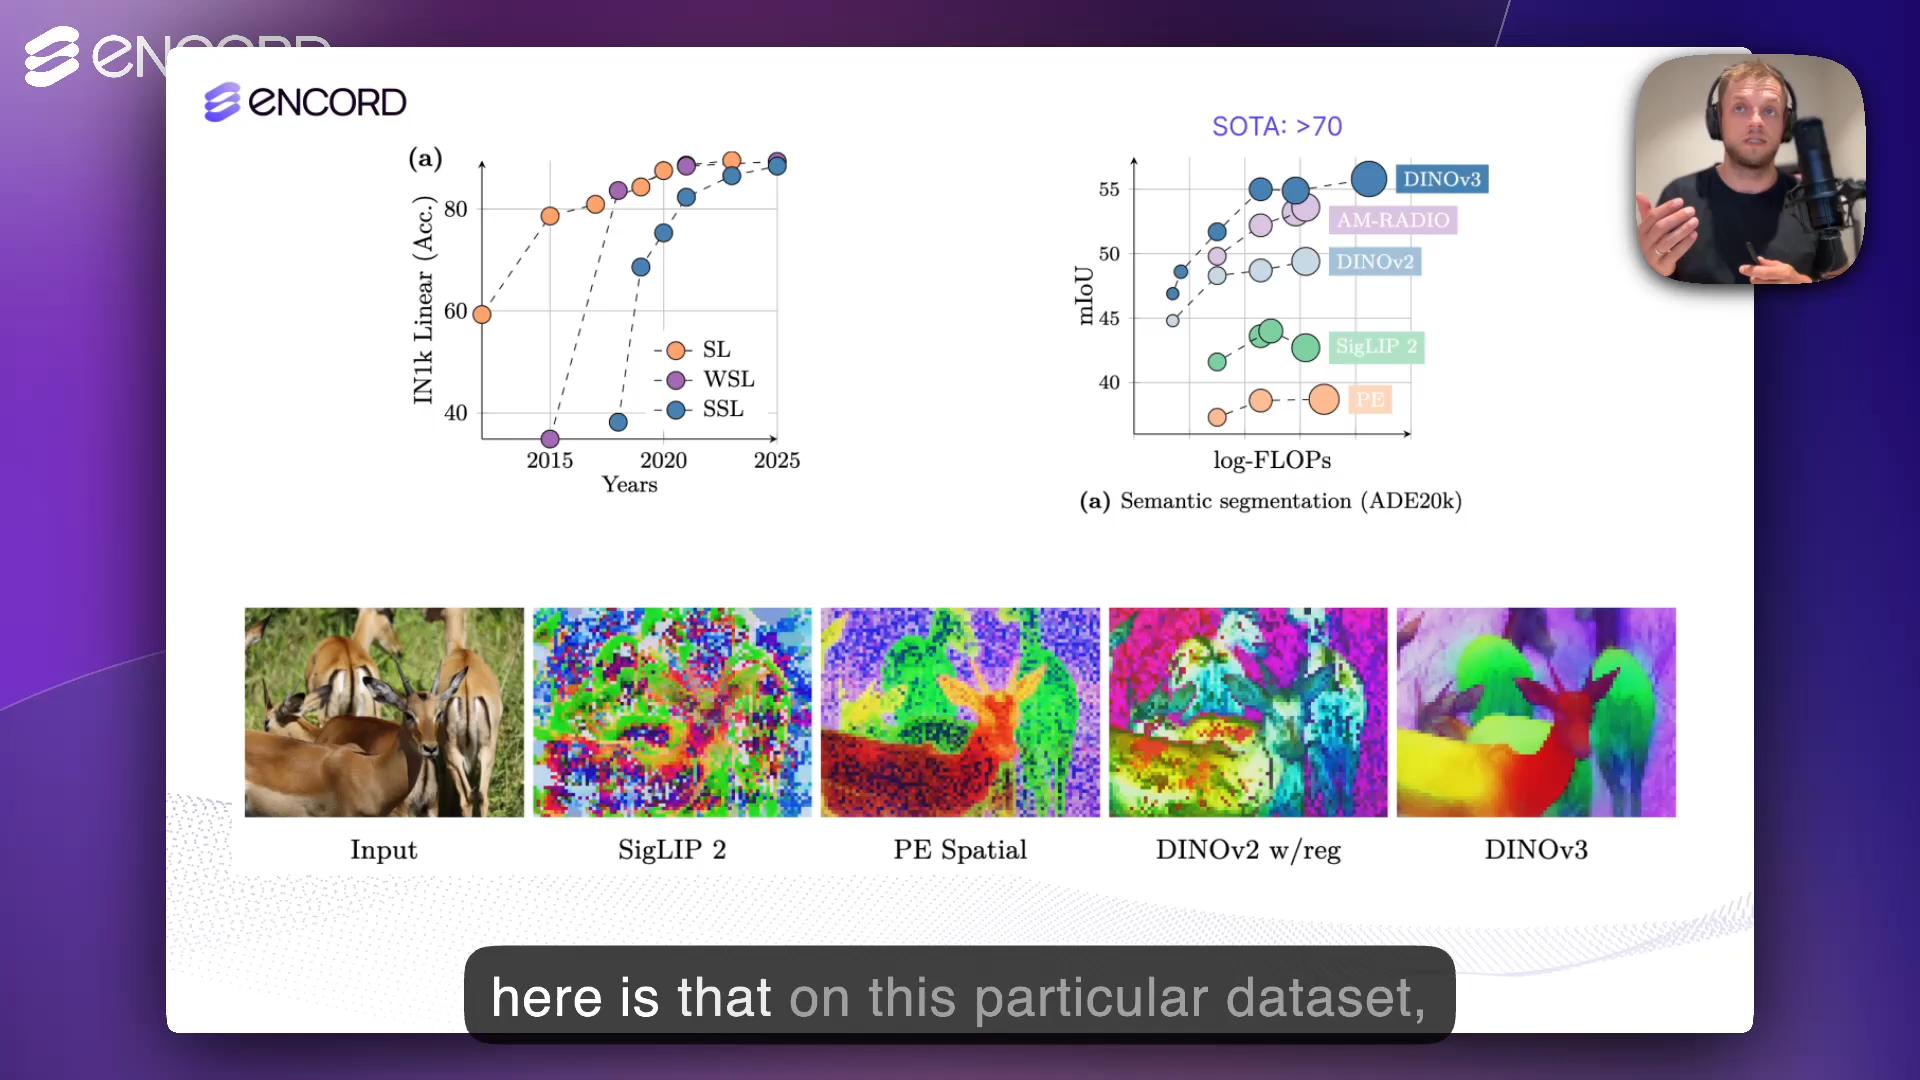 ENCORD
ENCORD
(a)
IN1k Linear (Acc.)
80
60
40
2015
2020
2025
Years
SL
WSL
SSL
SOTA: >70
mIoU
55
50
45
40
DINOv3
AM-RADIO
DINOv2
SigLIP 2
PE
log-FLOPs
(a) Semantic segmentation (ADE20k)
Input
SigLIP 2
PE Spatial
DINOv2 w/reg
DINOv3
here is that on this particular dataset,